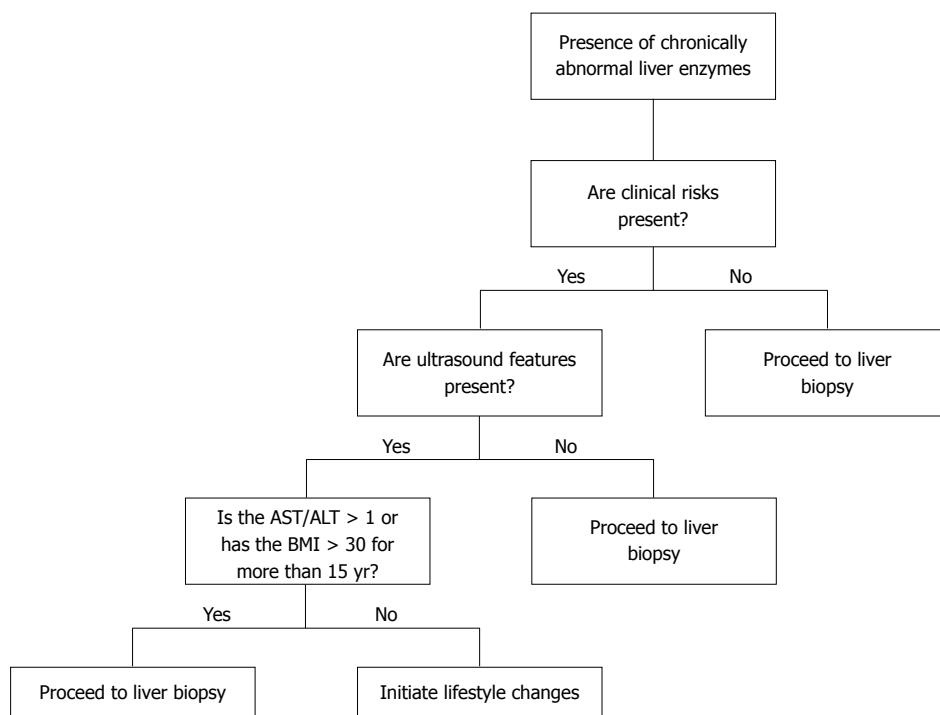 Presence of chronically
abnormal liver enzymes
Are clinical risks
present?
Yes
No
Are ultrasound features
present?
Proceed to liver
biopsy
Yes
No
Is the AST/ALT > 1 or
has the BMI > 30 for
more than 15 yr?
Proceed to liver
biopsy
Yes
No
Proceed to liver biopsy
Initiate lifestyle changes